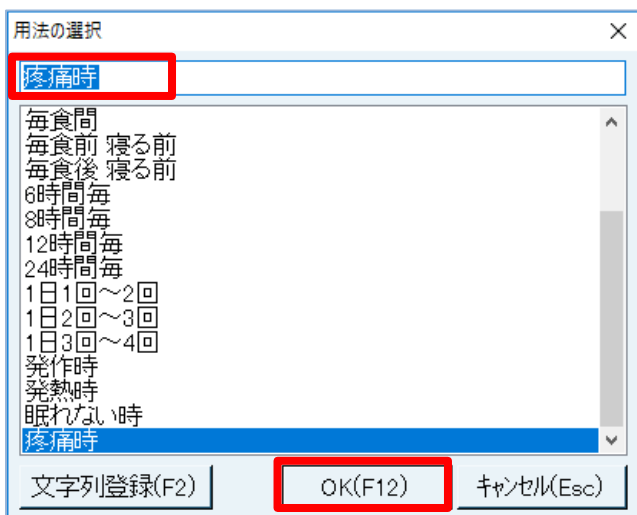 用法の選択
疼痛時
毎食間
毎食前 寝る前
毎食後 寝る前
6時間毎
8時間毎
12時間毎
24時間毎
1日1回～2回
1日2回～3回
1日3回～4回
発作時
発熱時
眠れない時
疼痛時
文字列登録(F2) OK(F12) ｷｬﾝｾﾙ(Esc)